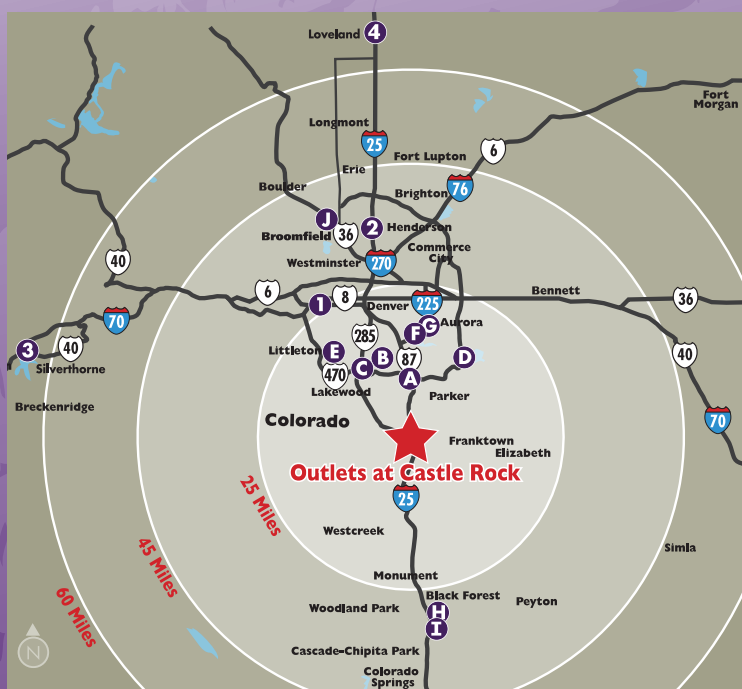 Loveland
4
Fort
Morgan
Longmont
25
6
Fort Lupton
Erie
76
Boulder
Brighton
J
2
Henderson
Broomfield
36
Commerce
City
40
Westminster
270
6
8
Bennett
36
1
Denver
225
70
G
Aurora
F
285
3
40
Littleton
E
B
87
D
40
Silverthorne
470
C
A
Lakewood
Parker
Breckenridge
70
Colorado
Franktown
Elizabeth
Outlets at Castle Rock
25 Miles
25
Westcreek
Simla
45 Miles
Monument
Black Forest
Peyton
60 Miles
Woodland Park
H
I
N
Cascade-Chipita Park
Colorado
Springs